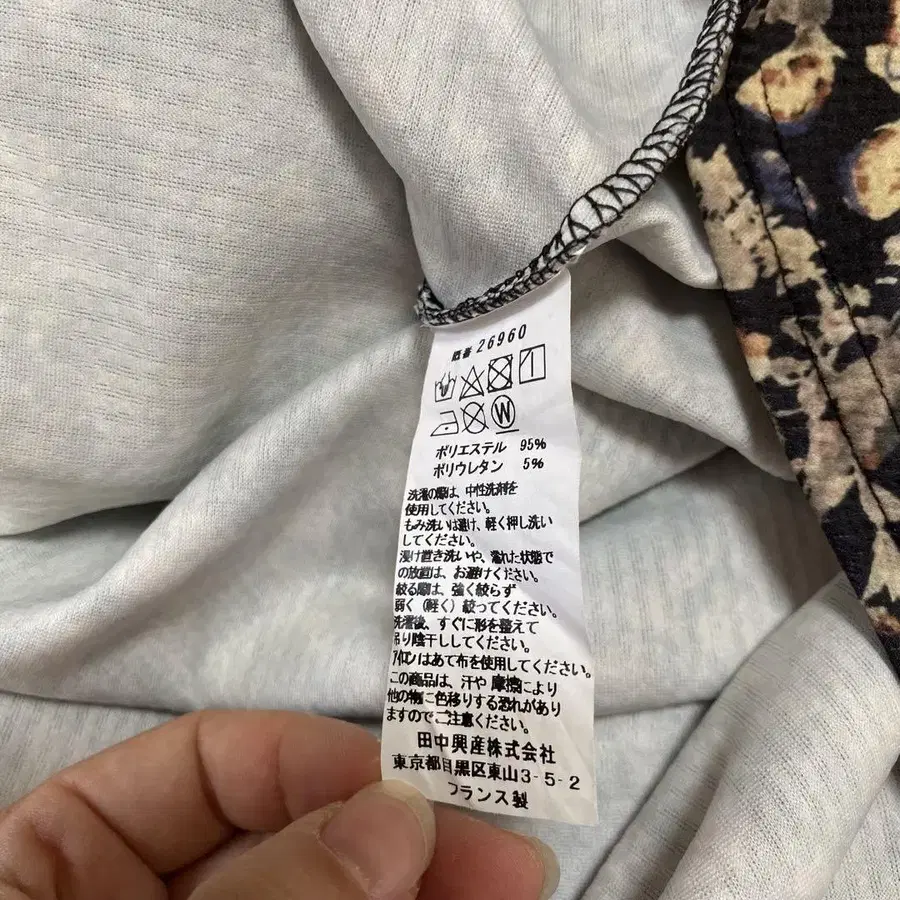 品番 26960
W
ポリエステル 95%
ポリウレタン 5%
洗濯の際は、中性洗剤を
使用してください。
もみ洗いは避け、軽く押し洗い
してください。
浸け置き洗いや、濡れた状態で
の放置は、お避けください。
絞る際は、強く絞らず
弱く(軽く)絞ってください。
洗濯後、すぐに形を整えて
吊り陰干ししてください。
アイロンはあて布を使用してください。
この商品は、汗や摩擦により
他の物に色移りする恐れがあり
ますのでご注意ください。
田中興産株式会社
東京都目黒区東山3-5-2
フランス製